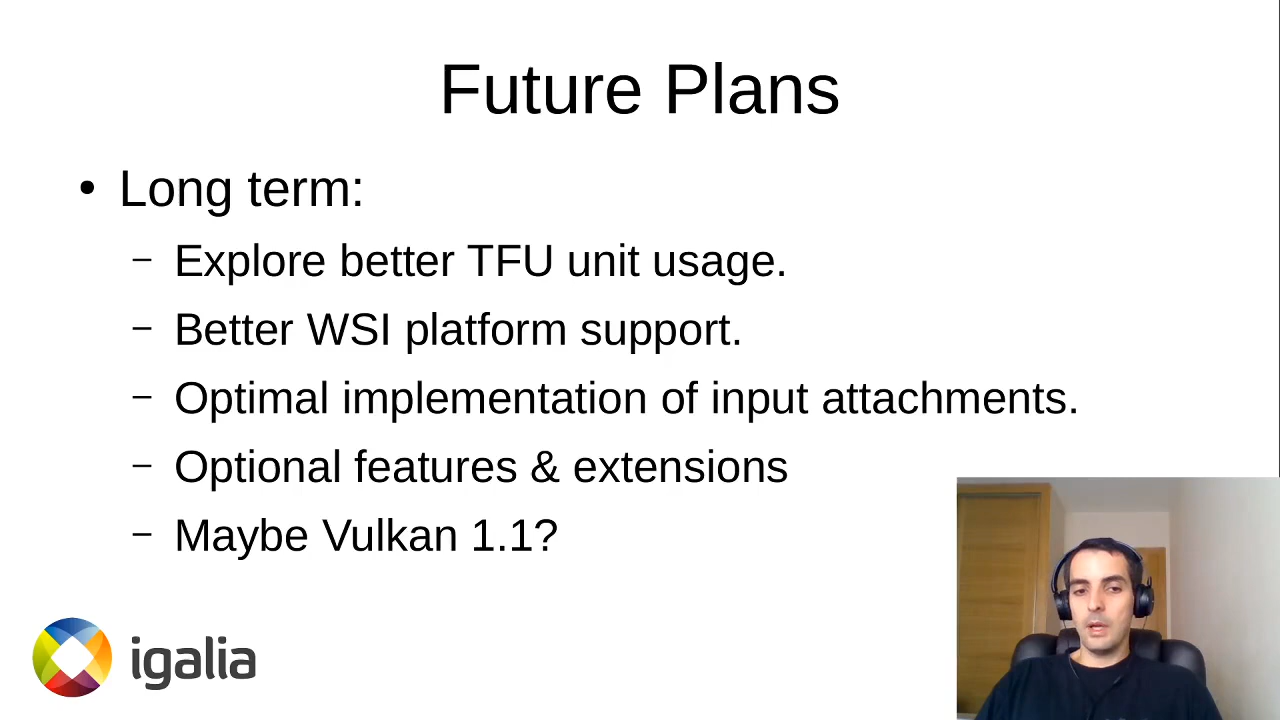 Future Plans
• Long term:
– Explore better TFU unit usage.
– Better WSI platform support.
– Optimal implementation of input attachments.
– Optional features & extensions
– Maybe Vulkan 1.1?
igalia